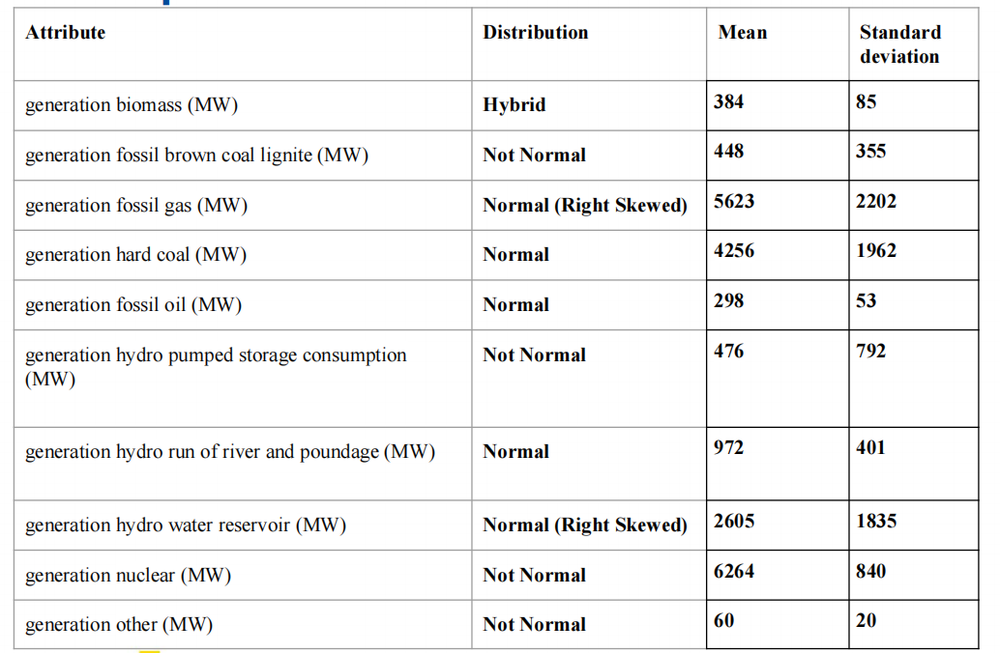 Attribute Distribution Mean Standard
deviation
generation biomass (MW) Hybrid 384 85
generation fossil brown coal lignite (MW) Not Normal 448 355
generation fossil gas (MW) Normal (Right Skewed) 5623 2202
generation hard coal (MW) Normal 4256 1962
generation fossil oil (MW) Normal 298 53
generation hydro pumped storage consumption Not Normal 476 792
(MW)
generation hydro run of river and poundage (MW) Normal 972 401
generation hydro water reservoir (MW) Normal (Right Skewed) 2605 1835
generation nuclear (MW) Not Normal 6264 840
generation other (MW) Not Normal 60 20